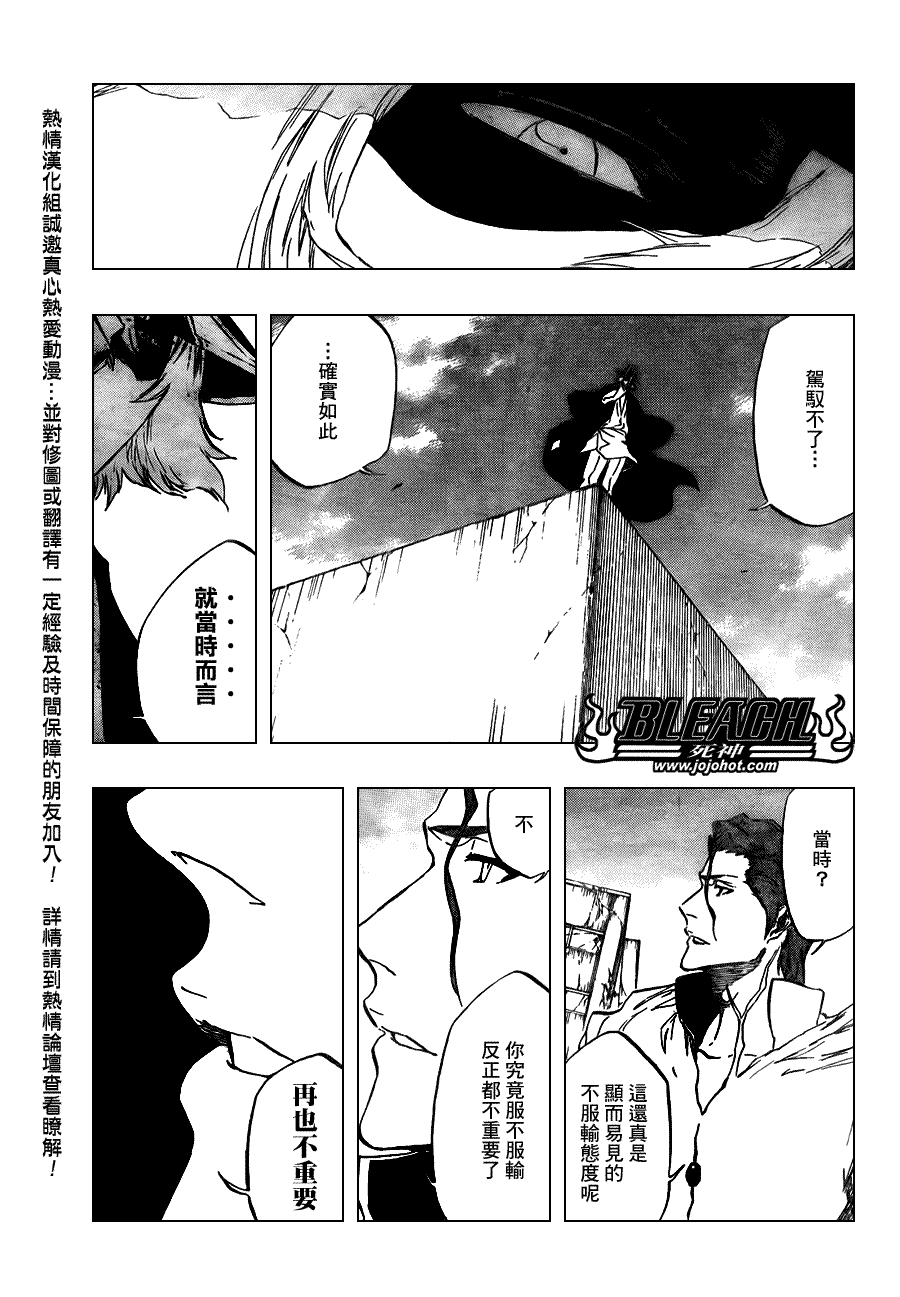 駕馭不了…
…確實如此
・・・・・
就當時而言
BLEACH
死神
www.jojohot.com
當時？
這還真是
顯而易見的
不服輸態度呢
不
你究竟服不服輸
反正都不重要了
再也不重要
熱情漢化組誠邀真心熱愛動漫…並對修圖或翻譯有一定經驗及時間保障的朋友加入！ 詳情請到熱情論壇查看瞭解！